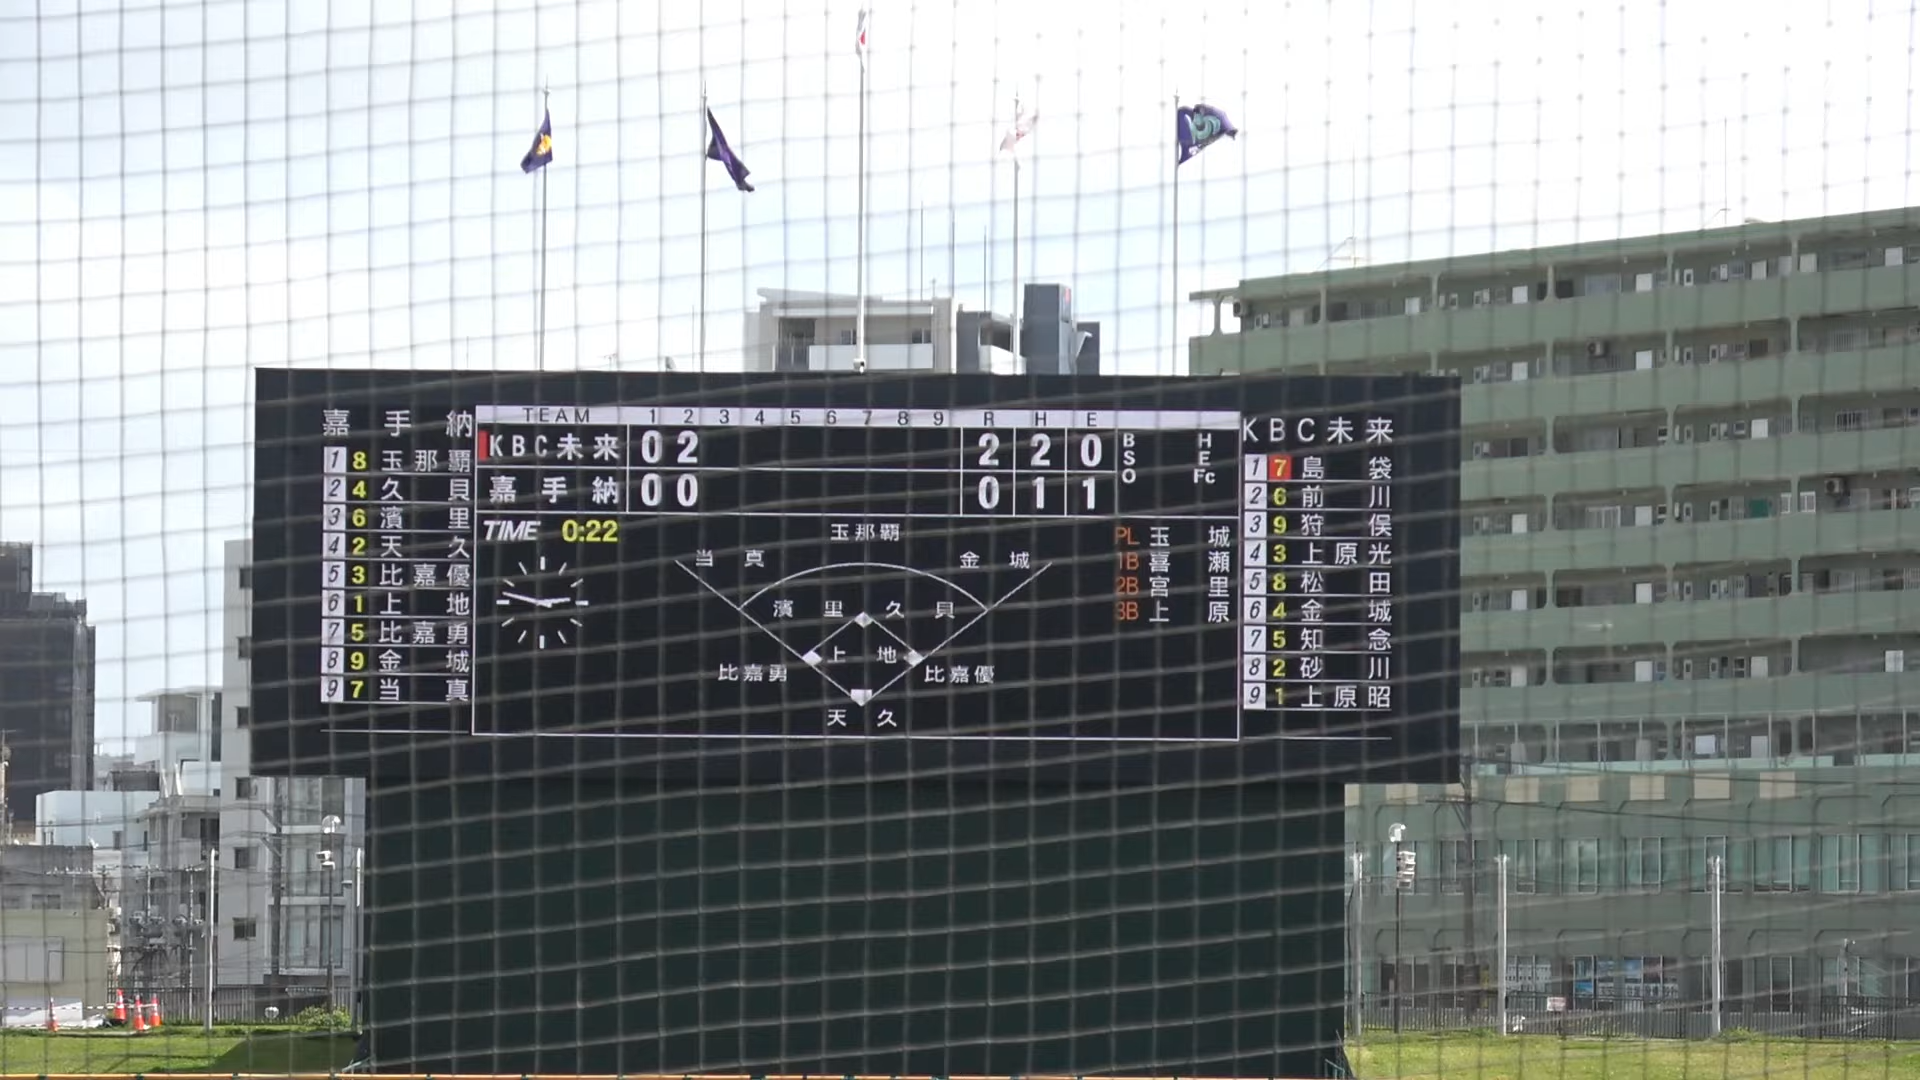 嘉手納
1 8 玉那覇
2 4 久貝
3 6 濱里
4 2 天久
5 3 比嘉優
6 1 上地
7 5 比嘉勇
8 9 金城
9 7 当真
TEAM 1 2 3 4 5 6 7 8 9 R H E
KBC未来 0 2 2 2 0
嘉手納 0 0 0 1 1
B H
S E
O Fc
TIME 0:22
玉那覇
当真 金城
濱里 久貝
上地
比嘉勇 比嘉優
天久
PL 玉城
1B 喜瀬
2B 宮里
3B 上原
KBC未来
1 7 島袋
2 6 前川
3 9 狩俣
4 3 上原光
5 8 松田
6 4 金城
7 5 知念
8 2 砂川
9 1 上原昭